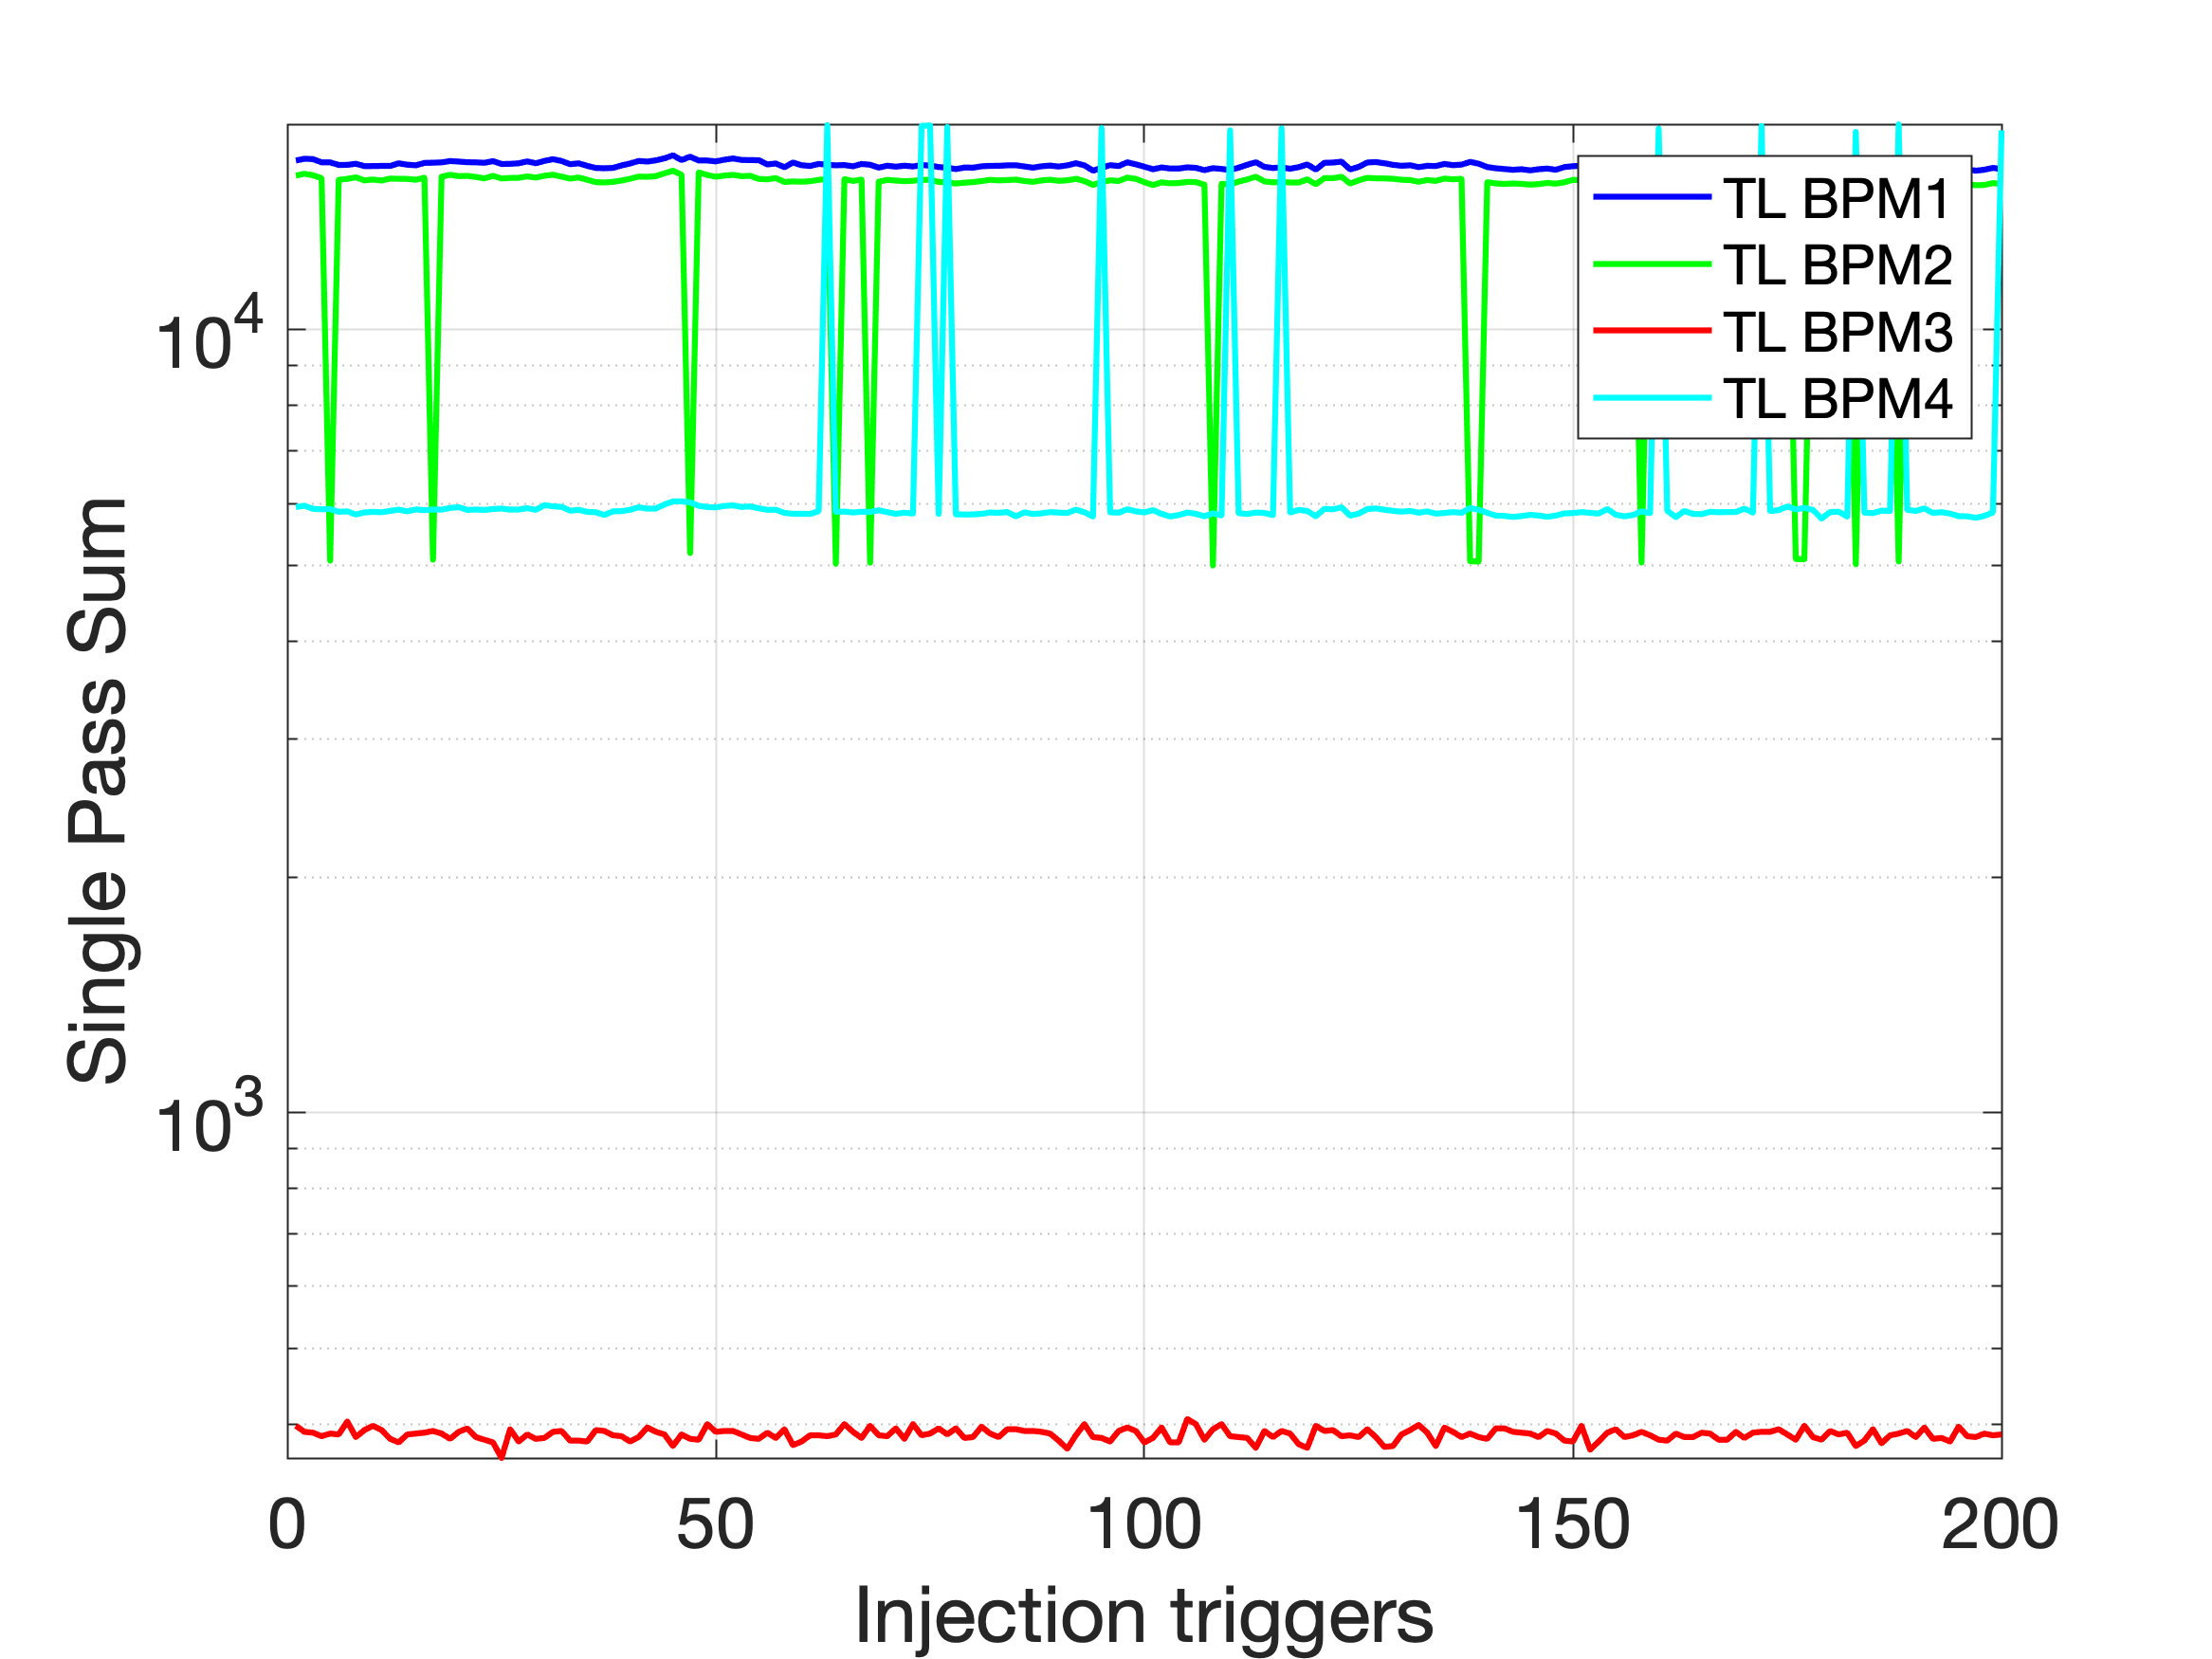 Single Pass Sum
10^4
10^3
TL BPM1
TL BPM2
TL BPM3
TL BPM4
0 50 100 150 200
Injection triggers